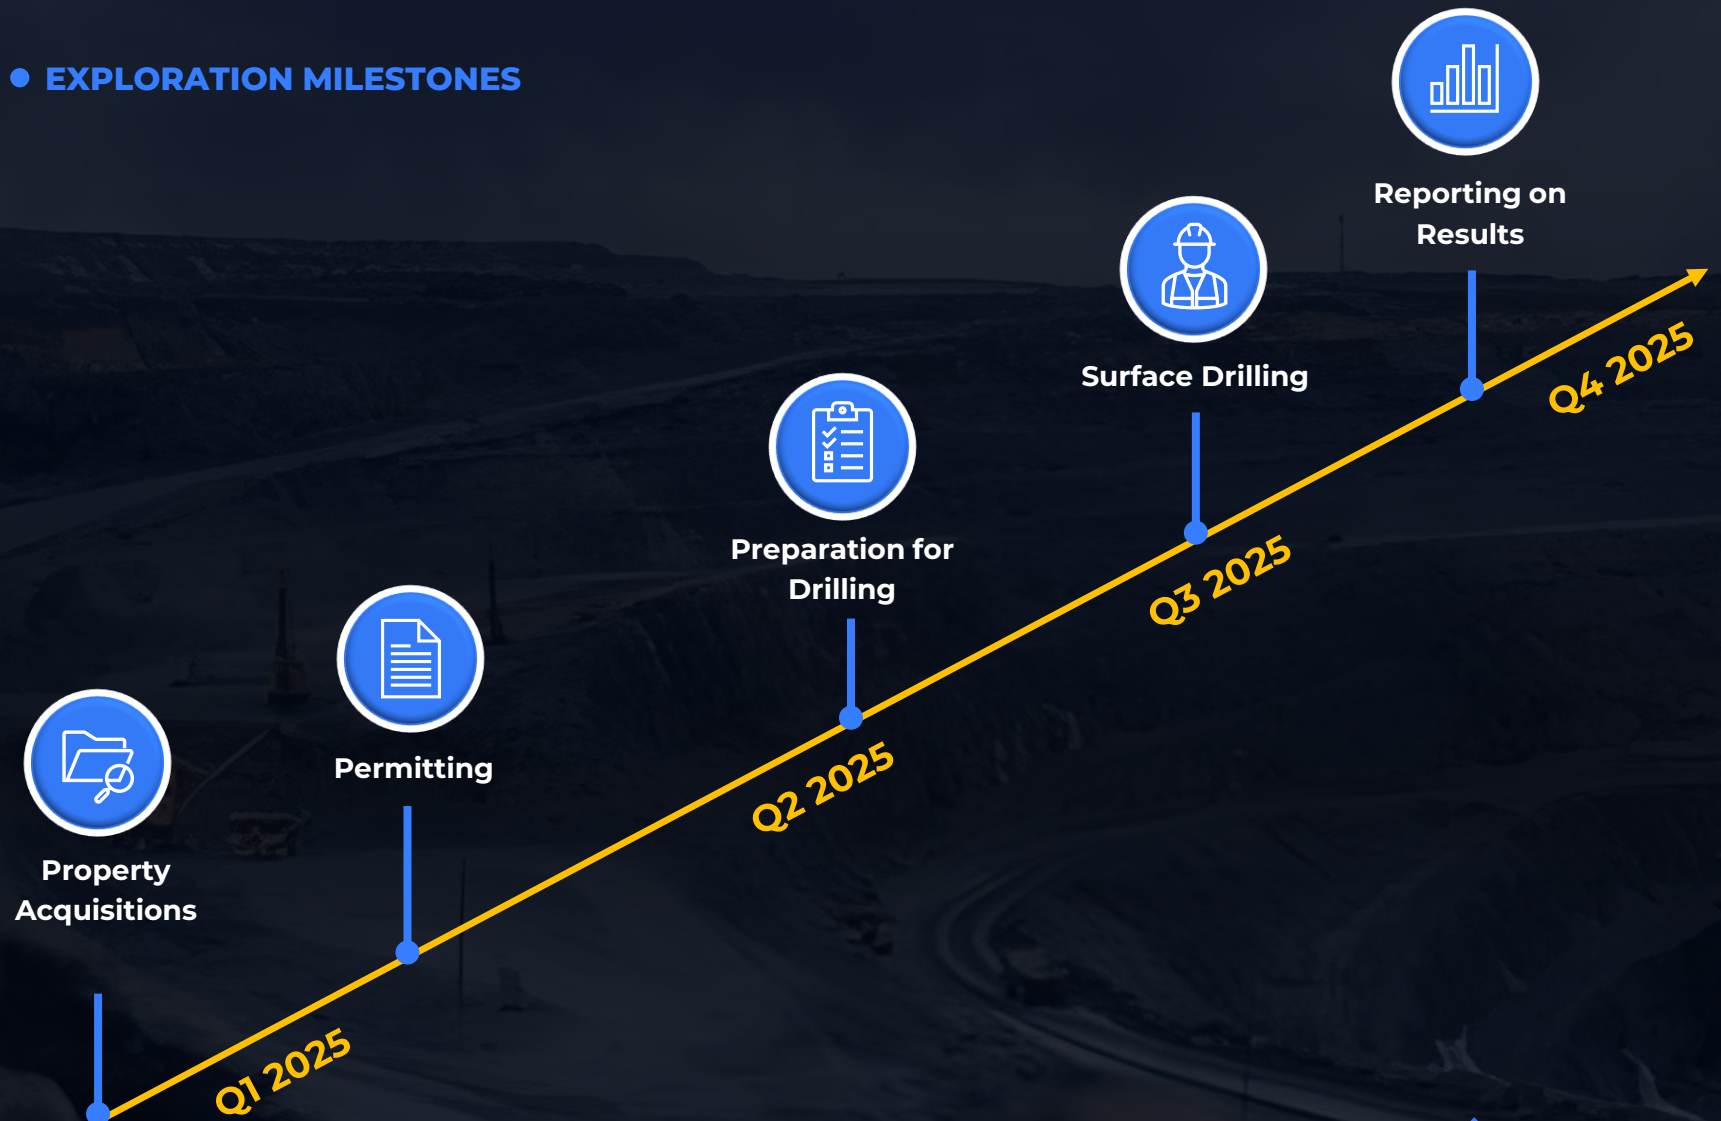 EXPLORATION MILESTONES
Reporting on
Results
Surface Drilling
Q4 2025
Preparation for
Drilling
Q3 2025
Permitting
Q2 2025
Property
Acquisitions
Q1 2025